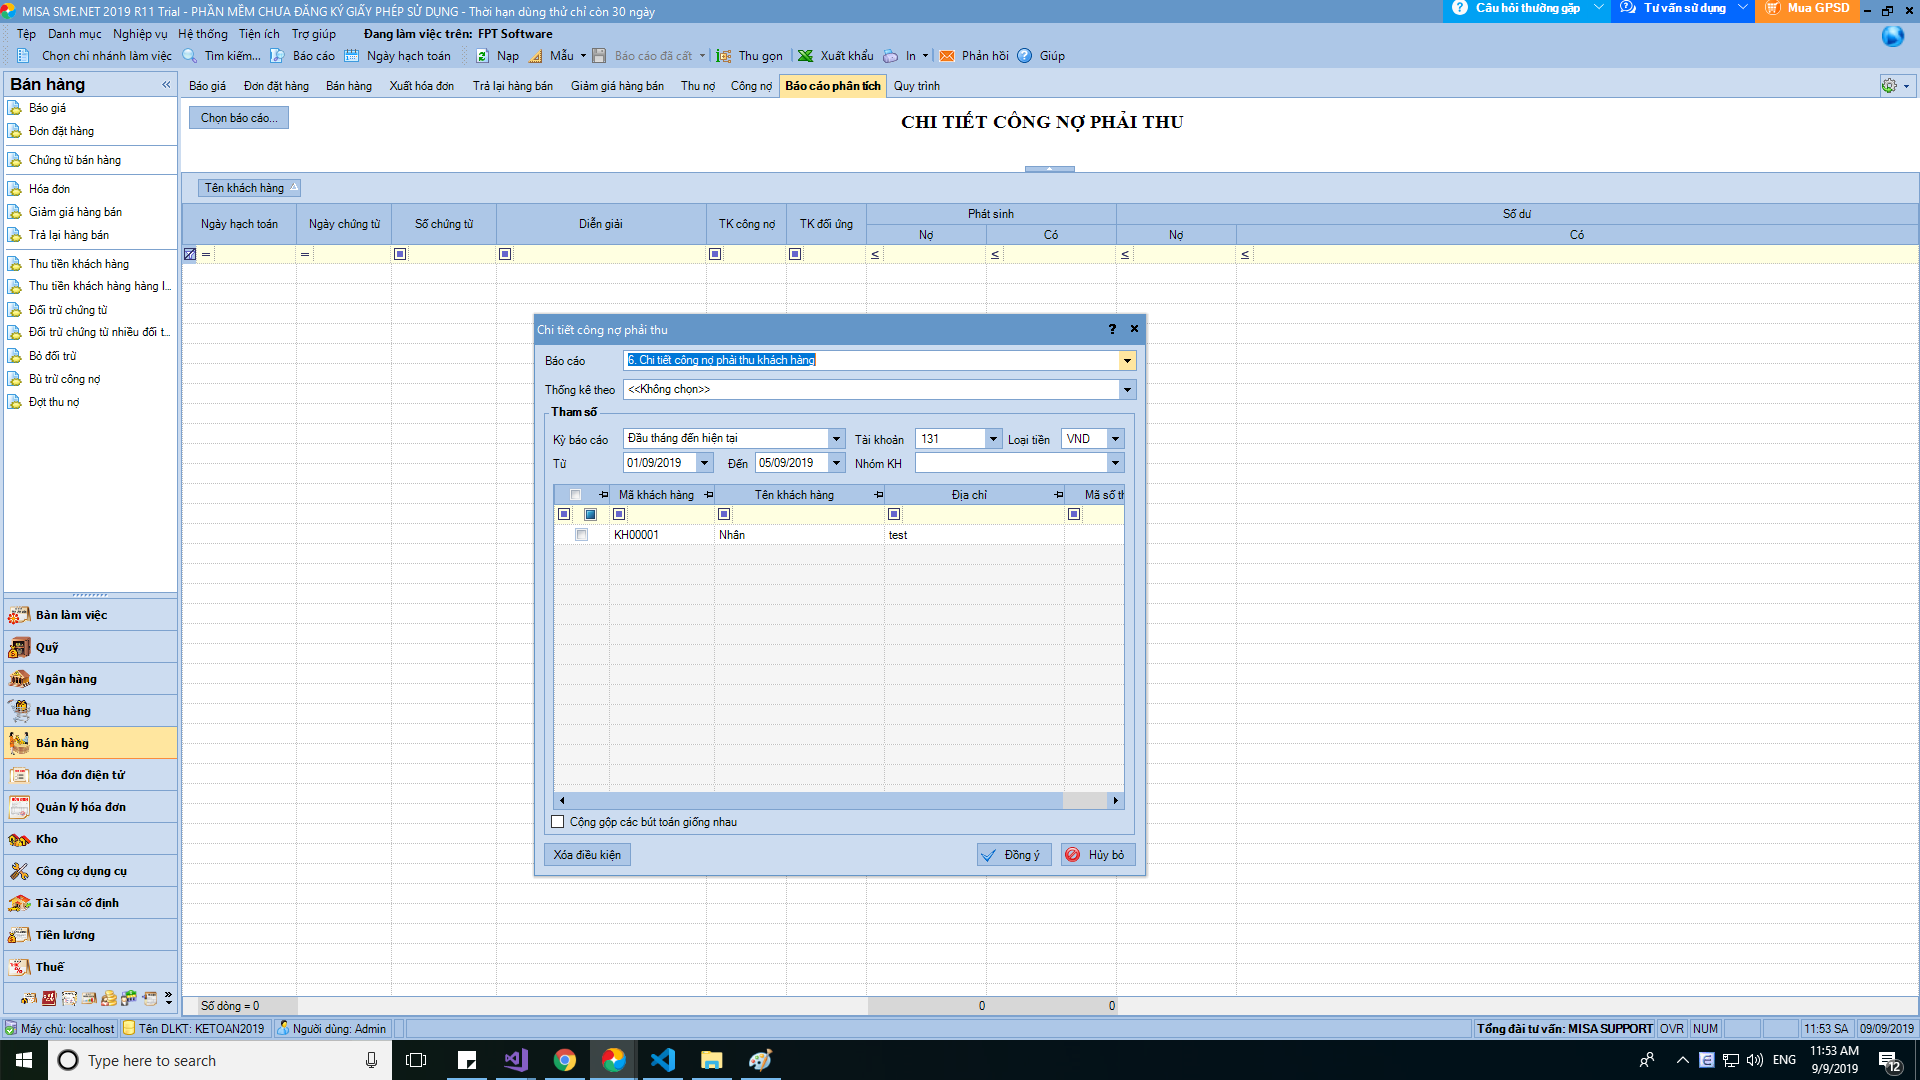 MISA SME.NET 2019 R11 Trial - PHẦN MỀM CHƯA ĐĂNG KÝ GIẤY PHÉP SỬ DỤNG - Thời hạn dùng thử chỉ còn 30 ngày
Câu hỏi thường gặp
Tư vấn sử dụng
Mua GPSD
Tệp Danh mục Nghiệp vụ Hệ thống Tiện ích Trợ giúp Đang làm việc trên: FPT Software
Chọn chi nhánh làm việc Tìm kiếm... Báo cáo Ngày hạch toán Nạp Mẫu Báo cáo đã cất Thu gọn Xuất khẩu In Phản hồi Giúp
Bán hàng
Báo giá Đơn đặt hàng Bán hàng Xuất hóa đơn Trả lại hàng bán Giảm giá hàng bán Thu nợ Công nợ Báo cáo phân tích Quy trình
Báo giá
Đơn đặt hàng
Chứng từ bán hàng
Hóa đơn
Giảm giá hàng bán
Trả lại hàng bán
Thu tiền khách hàng
Thu tiền khách hàng hàng l...
Đối trừ chứng từ
Đối trừ chứng từ nhiều đối t...
Bỏ đối trừ
Bù trừ công nợ
Đợt thu nợ
Bàn làm việc
Quỹ
Ngân hàng
Mua hàng
Bán hàng
Hóa đơn điện tử
Quản lý hóa đơn
Kho
Công cụ dụng cụ
Tài sản cố định
Tiền lương
Thuế
Chọn báo cáo...
CHI TIẾT CÔNG NỢ PHẢI THU
Tên khách hàng
Ngày hạch toán Ngày chứng từ Số chứng từ Diễn giải TK công nợ TK đối ứng Phát sinh Số dư
Nợ Có Nợ Có
= = ≤ ≤ ≤ ≤
Chi tiết công nợ phải thu
Báo cáo 6. Chi tiết công nợ phải thu khách hàng
Thống kê theo <<Không chọn>>
Tham số
Kỳ báo cáo Đầu tháng đến hiện tại Tài khoản 131 Loại tiền VND
Từ 01/09/2019 Đến 05/09/2019 Nhóm KH
Mã khách hàng Tên khách hàng Địa chỉ Mã số th
KH00001 Nhân test
Cộng gộp các bút toán giống nhau
Xóa điều kiện Đồng ý Hủy bỏ
Số dòng = 0 0 0
Máy chủ: localhost Tên DLKT: KETOAN2019 Người dùng: Admin Tổng đài tư vấn: MISA SUPPORT OVR NUM 11:53 SA 09/09/2019
Type here to search
ENG
11:53 AM
9/9/2019
12